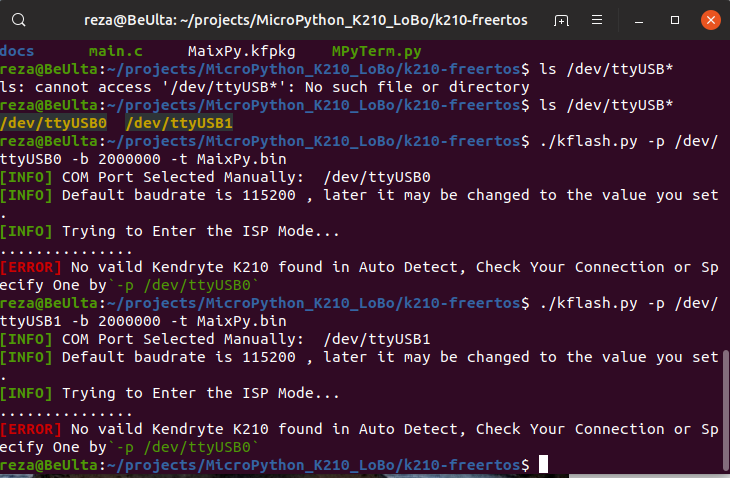 reza@BeUlta: ~/projects/MicroPython_K210_LoBo/k210-freertos
docs       main.c     MaixPy.kfpkg    MPyTerm.py
reza@BeUlta:~/projects/MicroPython_K210_LoBo/k210-freertos$ ls /dev/ttyUSB*
ls: cannot access '/dev/ttyUSB*': No such file or directory
reza@BeUlta:~/projects/MicroPython_K210_LoBo/k210-freertos$ ls /dev/ttyUSB*
/dev/ttyUSB0  /dev/ttyUSB1
reza@BeUlta:~/projects/MicroPython_K210_LoBo/k210-freertos$ ./kflash.py -p /dev/
ttyUSB0 -b 2000000 -t MaixPy.bin
[INFO] COM Port Selected Manually:  /dev/ttyUSB0
[INFO] Default baudrate is 115200 , later it may be changed to the value you set
.
[INFO] Trying to Enter the ISP Mode...
...............
[ERROR] No vaild Kendryte K210 found in Auto Detect, Check Your Connection or Sp
ecify One by`-p /dev/ttyUSB0`
reza@BeUlta:~/projects/MicroPython_K210_LoBo/k210-freertos$ ./kflash.py -p /dev/
ttyUSB1 -b 2000000 -t MaixPy.bin
[INFO] COM Port Selected Manually:  /dev/ttyUSB1
[INFO] Default baudrate is 115200 , later it may be changed to the value you set
.
[INFO] Trying to Enter the ISP Mode...
...............
[ERROR] No vaild Kendryte K210 found in Auto Detect, Check Your Connection or Sp
ecify One by`-p /dev/ttyUSB0`
reza@BeUlta:~/projects/MicroPython_K210_LoBo/k210-freertos$